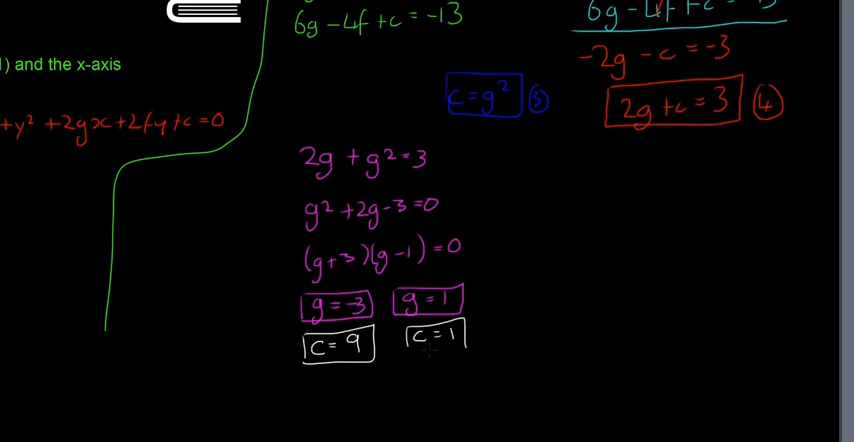 6g - 4f + c = -13
6g - 4f + c = -13
1) and the x-axis
-2g - c = -3
c = g² ③
2g + c = 3 ④
+ y² + 2gx + 2fy + c = 0
2g + g² = 3
g² + 2g - 3 = 0
(g+3)(g-1) = 0
g = -3 g = 1
c = 9 c = 1